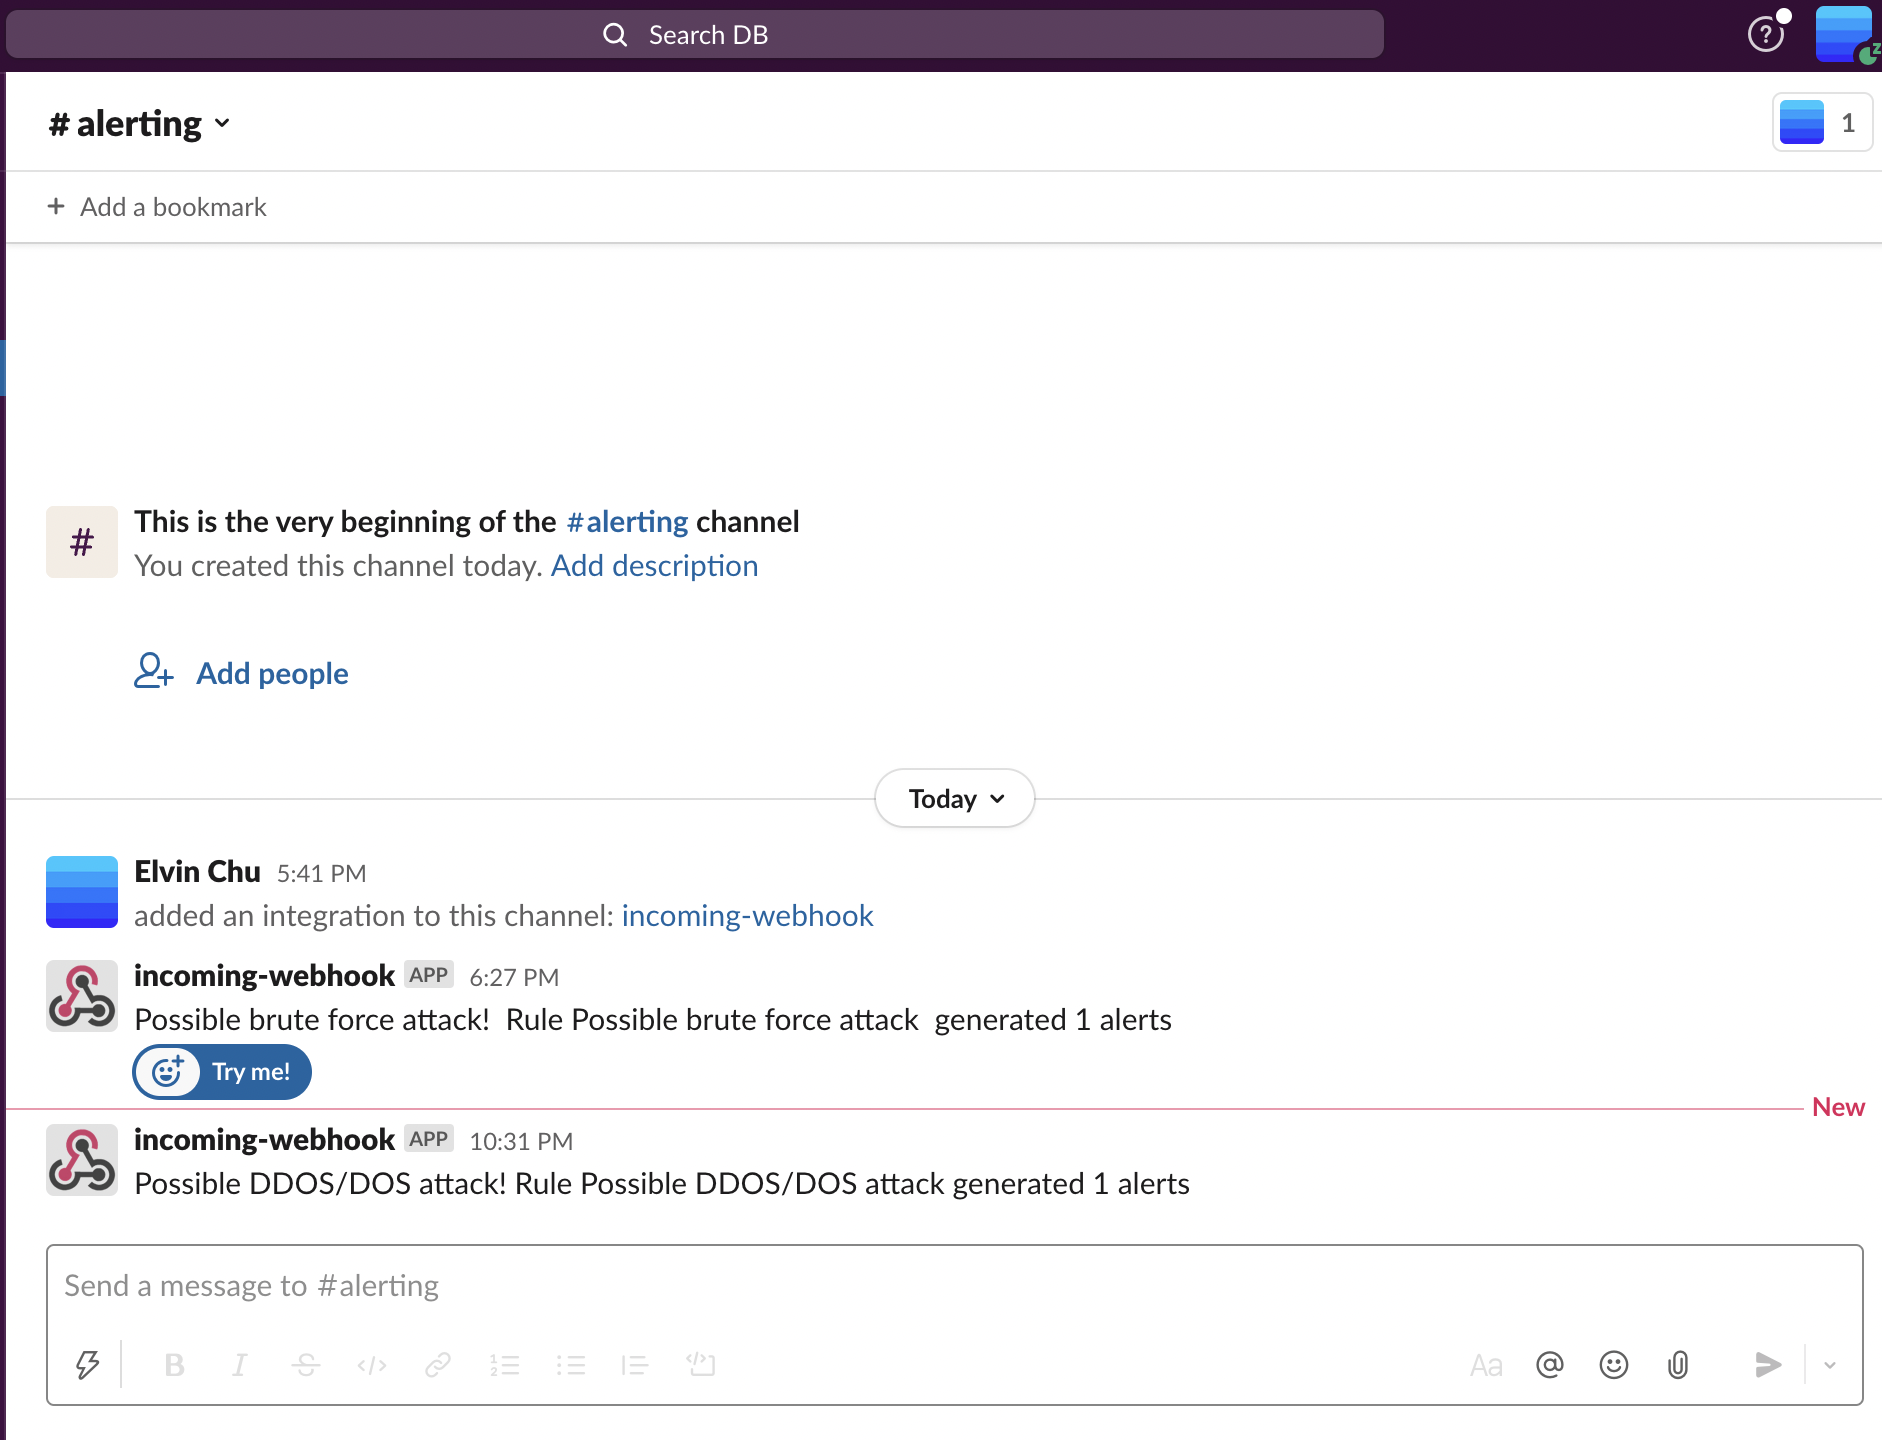 Search DB
# alerting
1
+ Add a bookmark
# This is the very beginning of the #alerting channel
You created this channel today. Add description
Add people
Today
Elvin Chu 5:41 PM
added an integration to this channel: incoming-webhook
incoming-webhook APP 6:27 PM
Possible brute force attack!  Rule Possible brute force attack  generated 1 alerts
Try me!
New
incoming-webhook APP 10:31 PM
Possible DDOS/DOS attack! Rule Possible DDOS/DOS attack generated 1 alerts
Send a message to #alerting
B I S </> Aa @